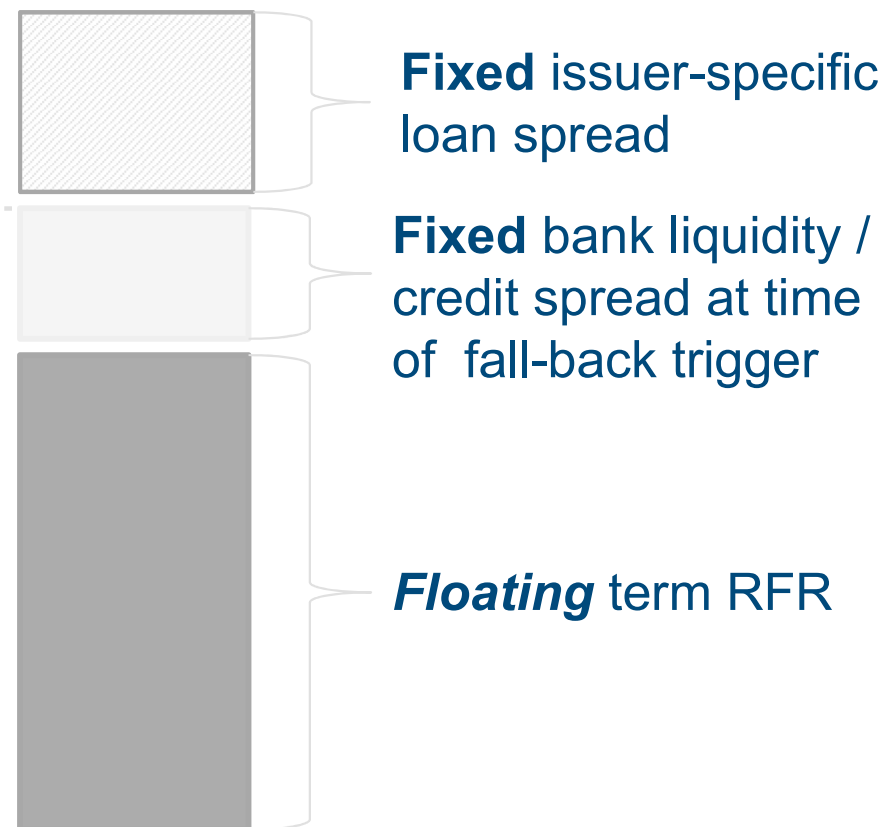 Fixed issuer-specific
loan spread
Fixed bank liquidity /
credit spread at time
of fall-back trigger
Floating term RFR